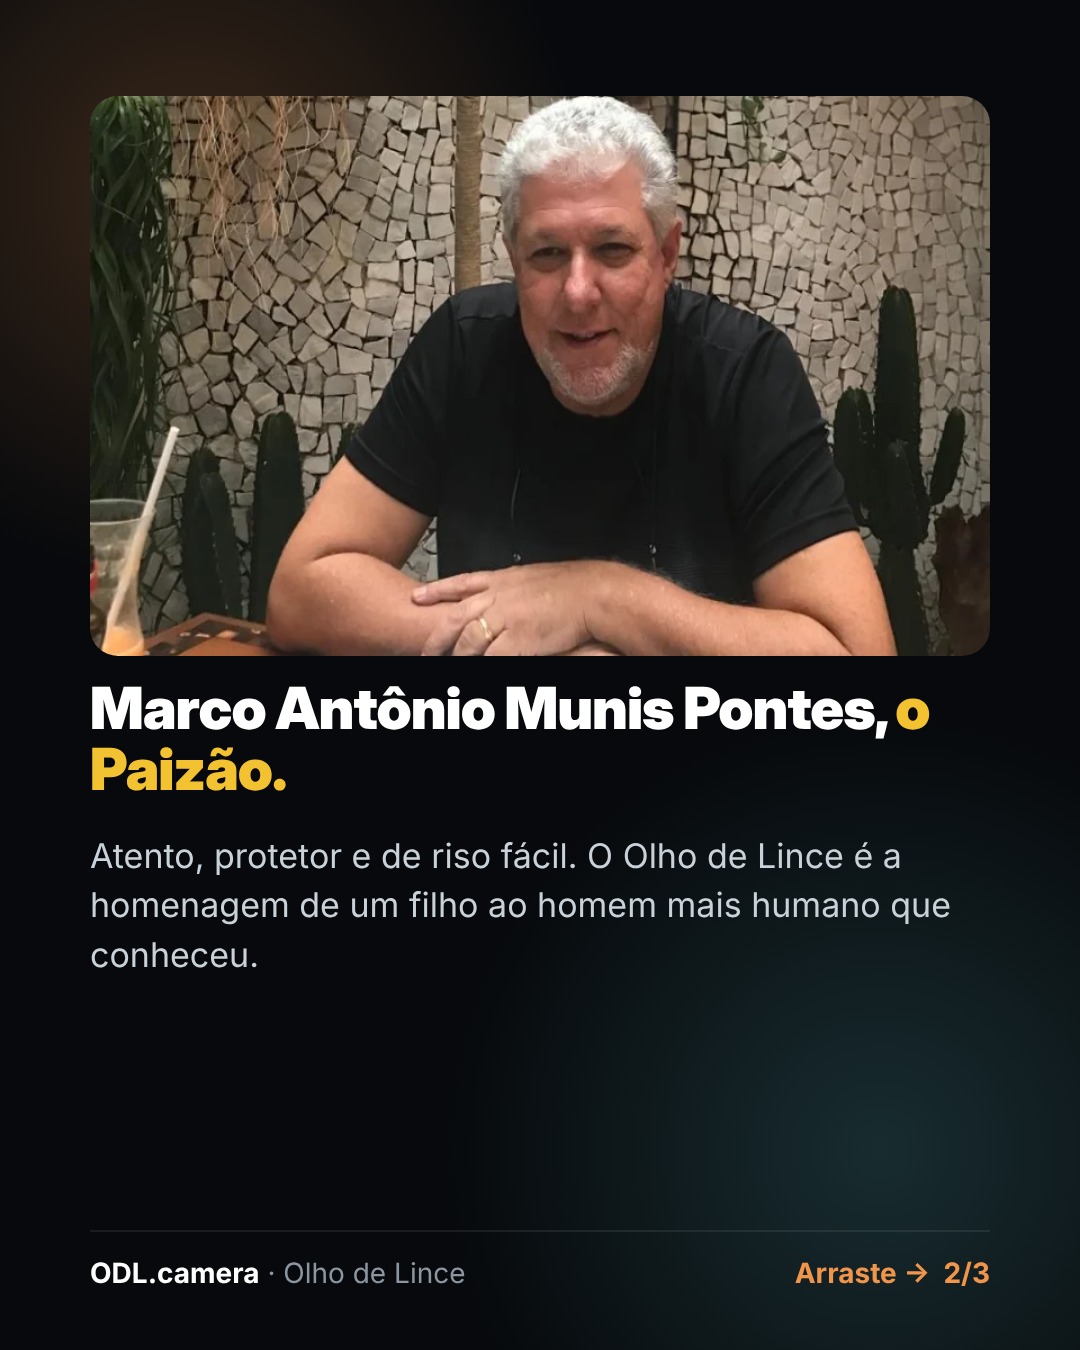 Marco Antônio Munis Pontes, o
Paizão.
Atento, protetor e de riso fácil. O Olho de Lince é a
homenagem de um filho ao homem mais humano que
conheceu.
ODL.camera · Olho de Lince
Arraste → 2/3